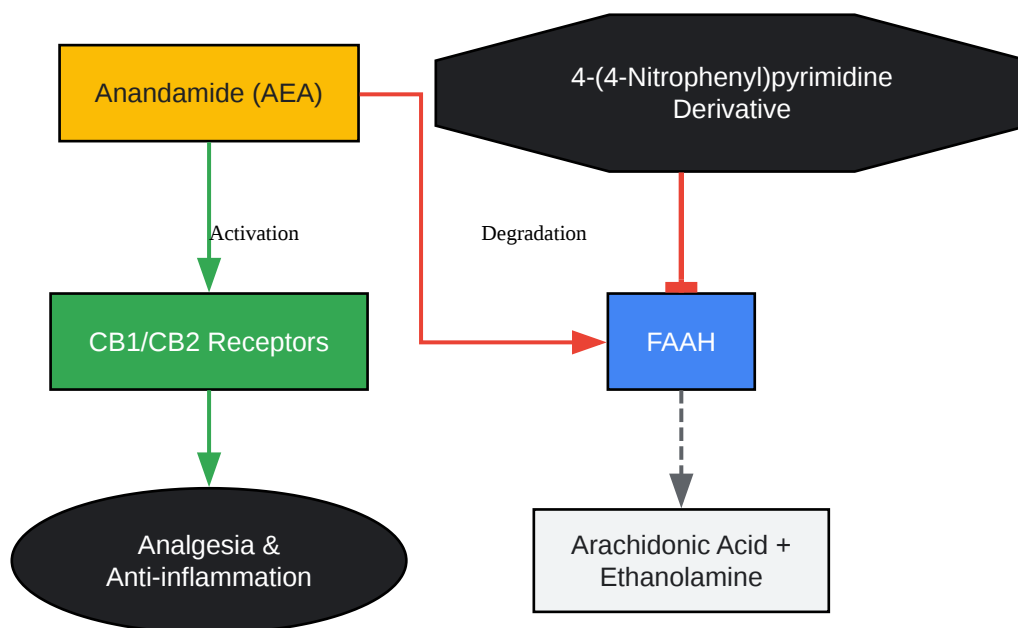 Anandamide (AEA)
4-(4-Nitrophenyl)pyrimidine
Derivative
Activation
Degradation
CB1/CB2 Receptors
FAAH
Analgesia &
Anti-inflammation
Arachidonic Acid +
Ethanolamine